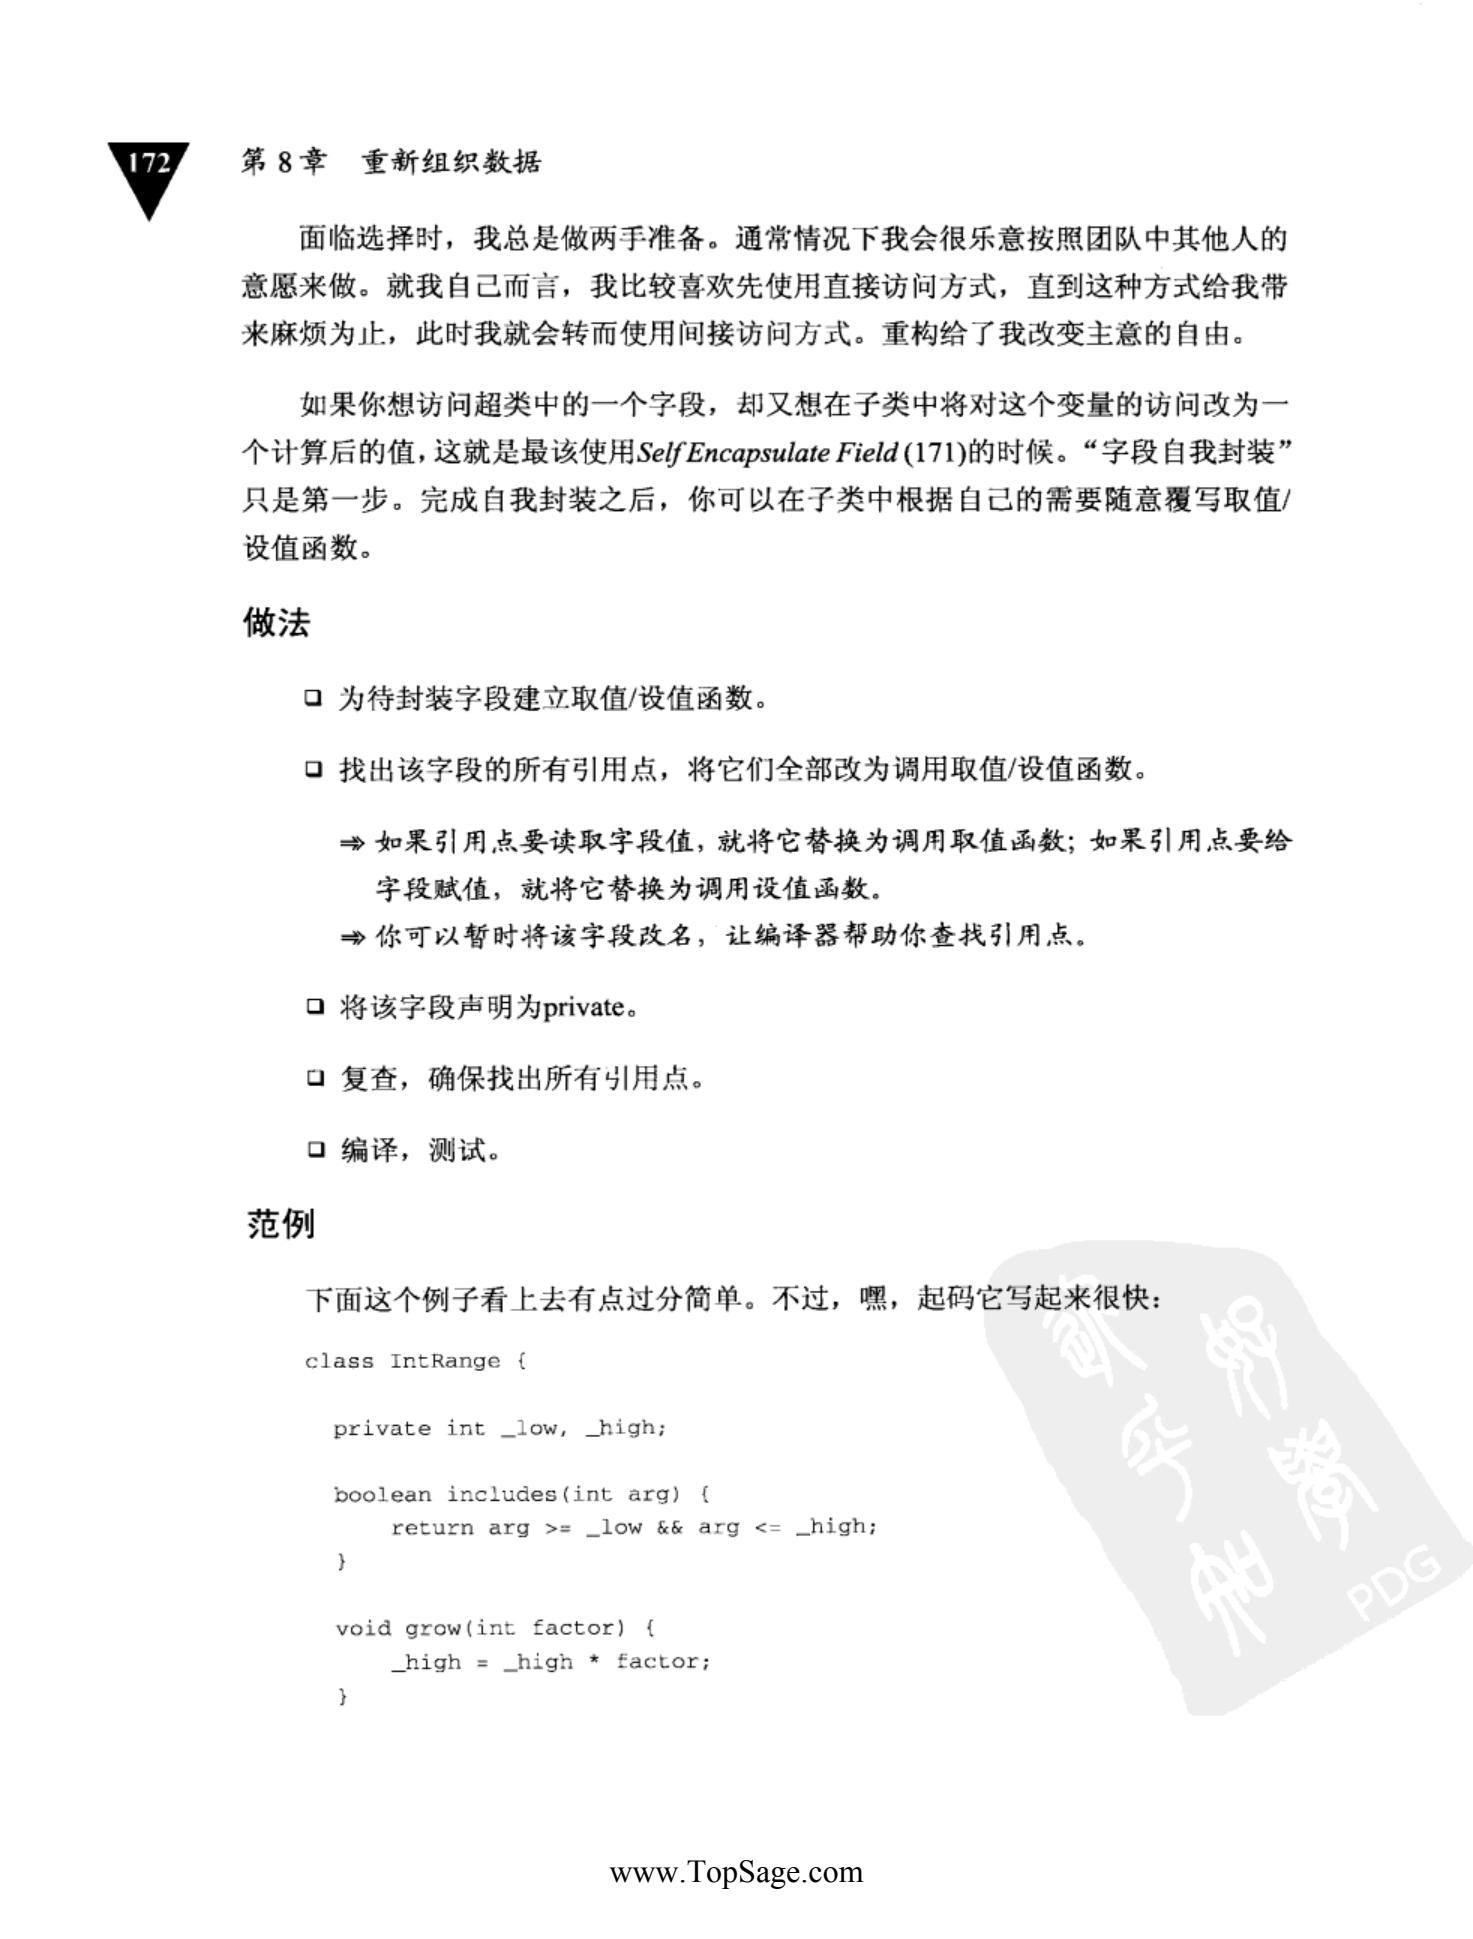 172
第 8 章 重新组织数据
面临选择时，我总是做两手准备。通常情况下我会很乐意按照团队中其他人的
意愿来做。就我自己而言，我比较喜欢先使用直接访问方式，直到这种方式给我带
来麻烦为止，此时我就会转而使用间接访问方式。重构给了我改变主意的自由。
如果你想访问超类中的一个字段，却又想在子类中将对这个变量的访问改为一
个计算后的值，这就是最该使用Self Encapsulate Field (171)的时候。“字段自我封装”
只是第一步。完成自我封装之后，你可以在子类中根据自己的需要随意覆写取值/
设值函数。
做法
❑ 为待封装字段建立取值/设值函数。
❑ 找出该字段的所有引用点，将它们全部改为调用取值/设值函数。
⇒ 如果引用点要读取字段值，就将它替换为调用取值函数；如果引用点要给
字段赋值，就将它替换为调用设值函数。
⇒ 你可以暂时将该字段改名，让编译器帮助你查找引用点。
❑ 将该字段声明为private。
❑ 复查，确保找出所有引用点。
❑ 编译，测试。
范例
下面这个例子看上去有点过分简单。不过，嘿，起码它写起来很快：
class IntRange {
private int _low, _high;
boolean includes(int arg) {
return arg >= _low && arg <= _high;
}
void grow(int factor) {
_high = _high * factor;
}
PDG
www.TopSage.com